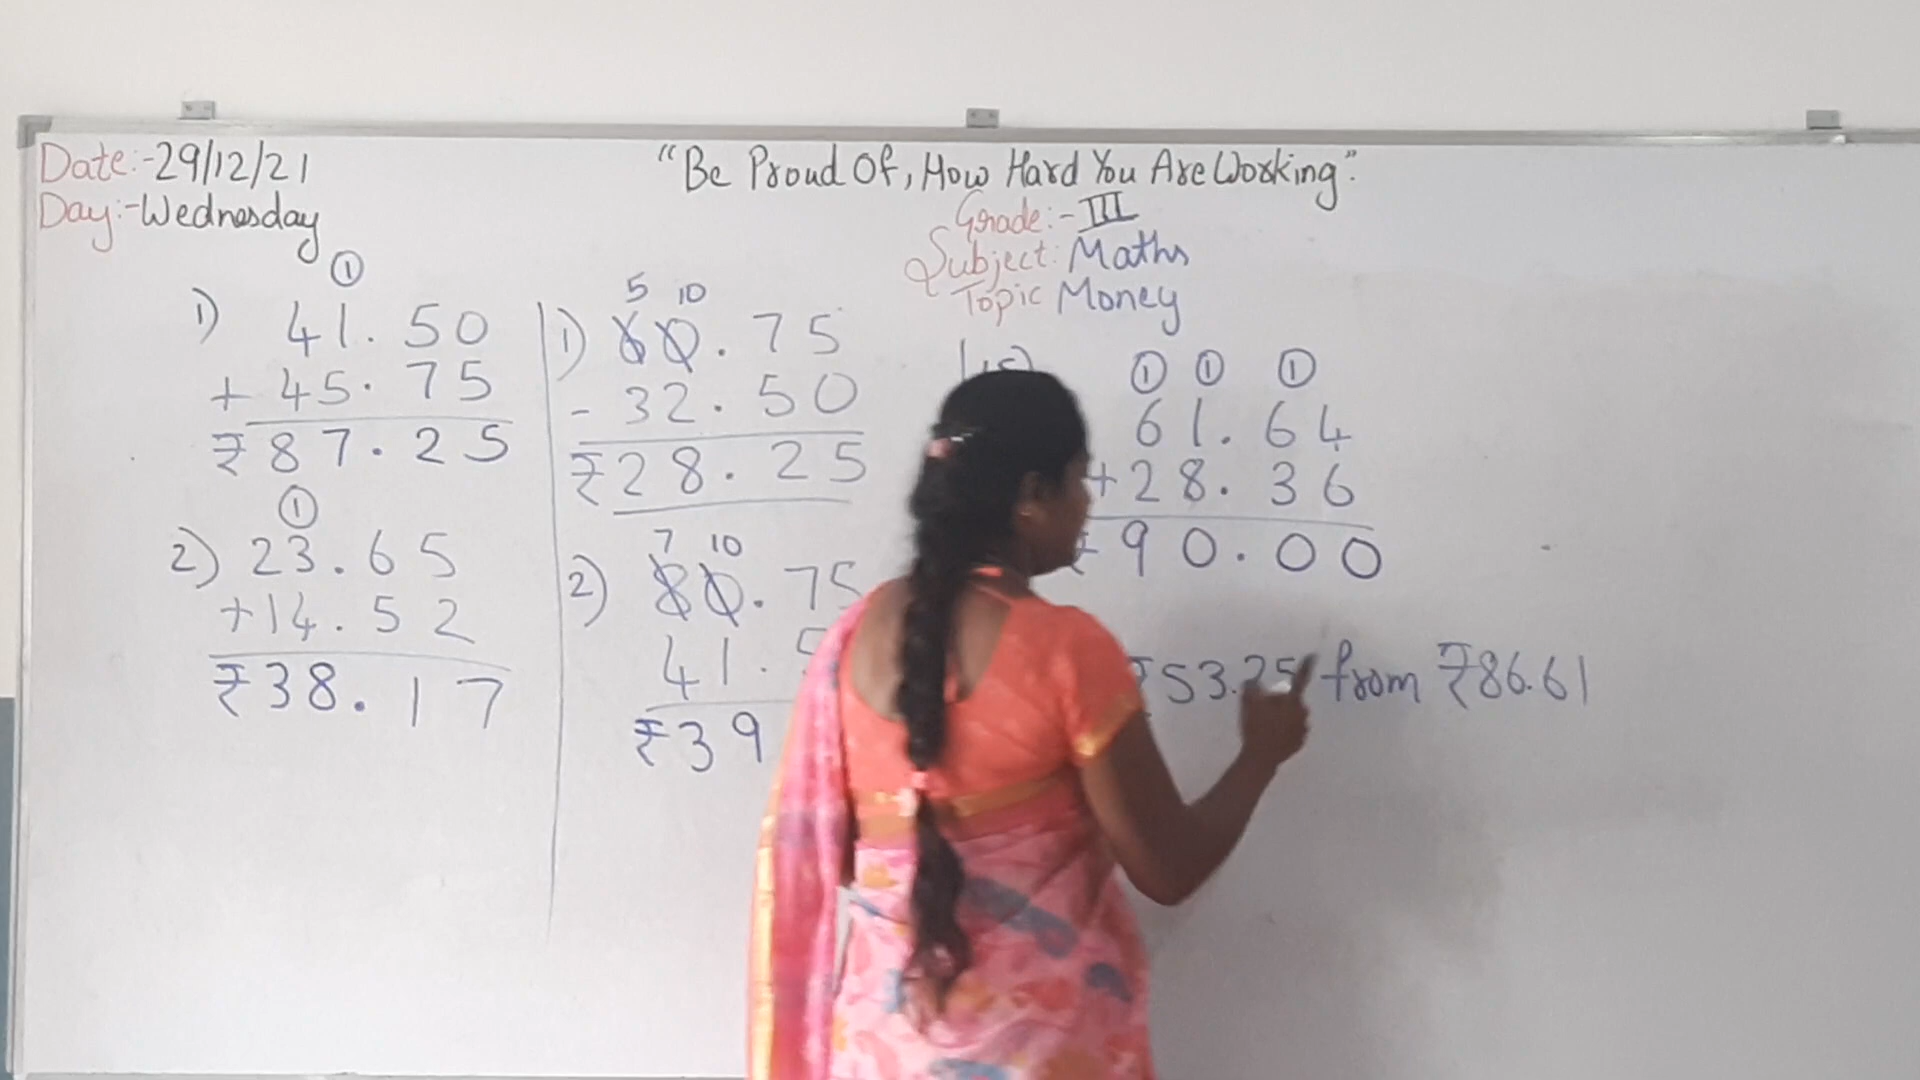 Date:-29/12/21
Day:-Wednesday
"Be Proud Of, How Hard You Are Working".
Grade:-III
Subject: Maths
Topic Money
①
1) 41.50
+ 45.75
₹87.25
①
2) 23.65
+14.52
₹38.17
5 10
1) 60.75
- 32.50
₹28.25
7 10
2) 80.75
41.5
₹39
① ① ①
61.64
+28.36
₹90.00
₹53.25 from ₹86.61